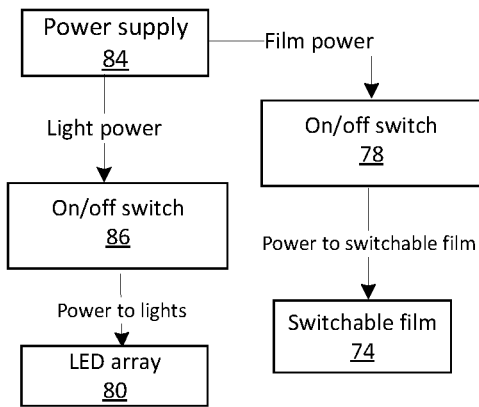 Power supply
84
Film power
Light power
On/off switch
78
On/off switch
86
Power to switchable film
Power to lights
Switchable film
74
LED array
80